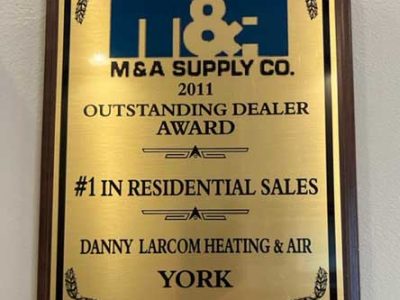 &
M&A SUPPLY CO.
2011
OUTSTANDING DEALER
AWARD
#1 IN RESIDENTIAL SALES
DANNY LARCOM HEATING & AIR
YORK